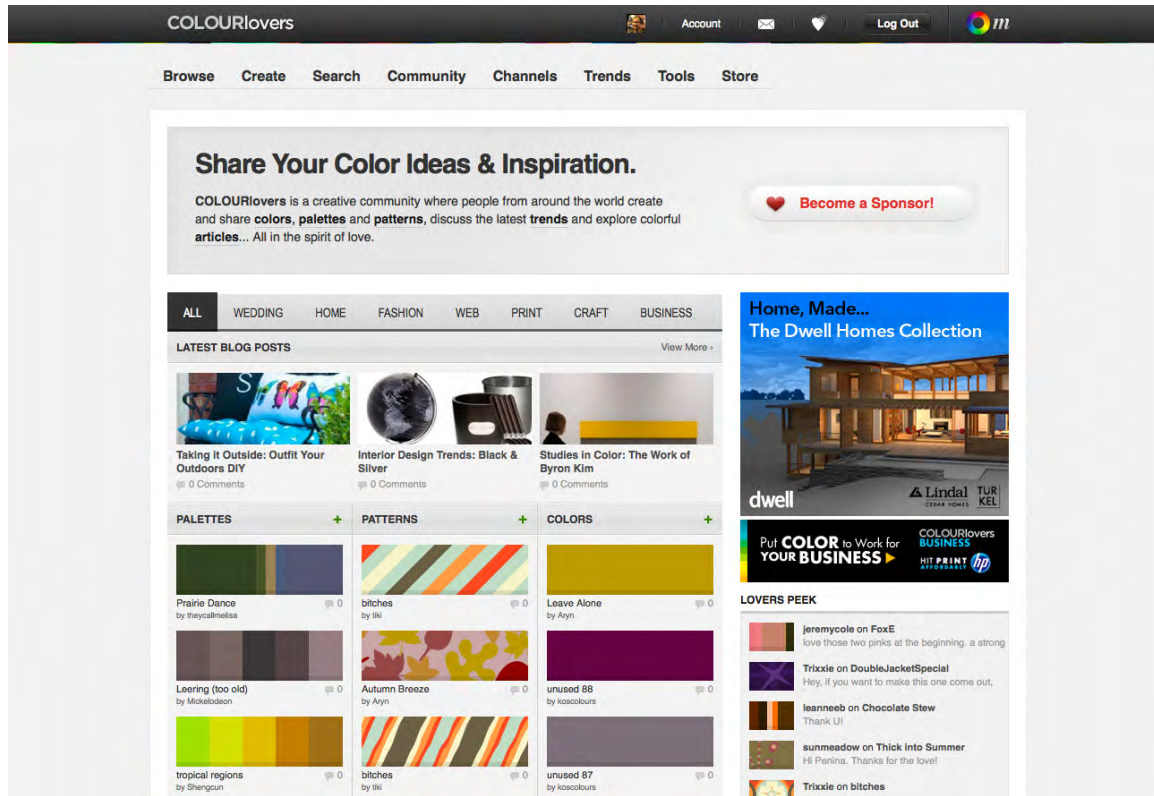 COLOURlovers
Account
Log Out
m
Browse Create Search Community Channels Trends Tools Store
Share Your Color Ideas & Inspiration.
COLOURlovers is a creative community where people from around the world create
and share colors, palettes and patterns, discuss the latest trends and explore colorful
articles... All in the spirit of love.
Become a Sponsor!
ALL WEDDING HOME FASHION WEB PRINT CRAFT BUSINESS
LATEST BLOG POSTS
View More ›
S
Taking it Outside: Outfit Your
Outdoors DIY
0 Comments
Interior Design Trends: Black &
Silver
0 Comments
Studies in Color: The Work of
Byron Kim
0 Comments
PALETTES +
Prairie Dance 0
by theycallmelisa
Leering (too old) 0
by Mickelodeon
tropical regions 0
by Shengcun
PATTERNS +
bitches 0
by tiki
Autumn Breeze 0
by Aryn
bitches 0
by tiki
COLORS +
Leave Alone 0
by Aryn
unused 88 0
by koscolours
unused 87 0
by koscolours
Home, Made...
The Dwell Homes Collection
dwell
Lindal
CEDAR HOMES
TUR
KEL
Put COLOR to Work for
YOUR BUSINESS
COLOURlovers
BUSINESS
HIT PRINT
AFFORDABLY
hp
LOVERS PEEK
jeremycole on FoxE
love those two pinks at the beginning. a strong
Trixxie on DoubleJacketSpecial
Hey, if you want to make this one come out,
leanneeb on Chocolate Stew
Thank U!
sunmeadow on Thick into Summer
Hi Penina. Thanks for the love!
Trixxie on bitches